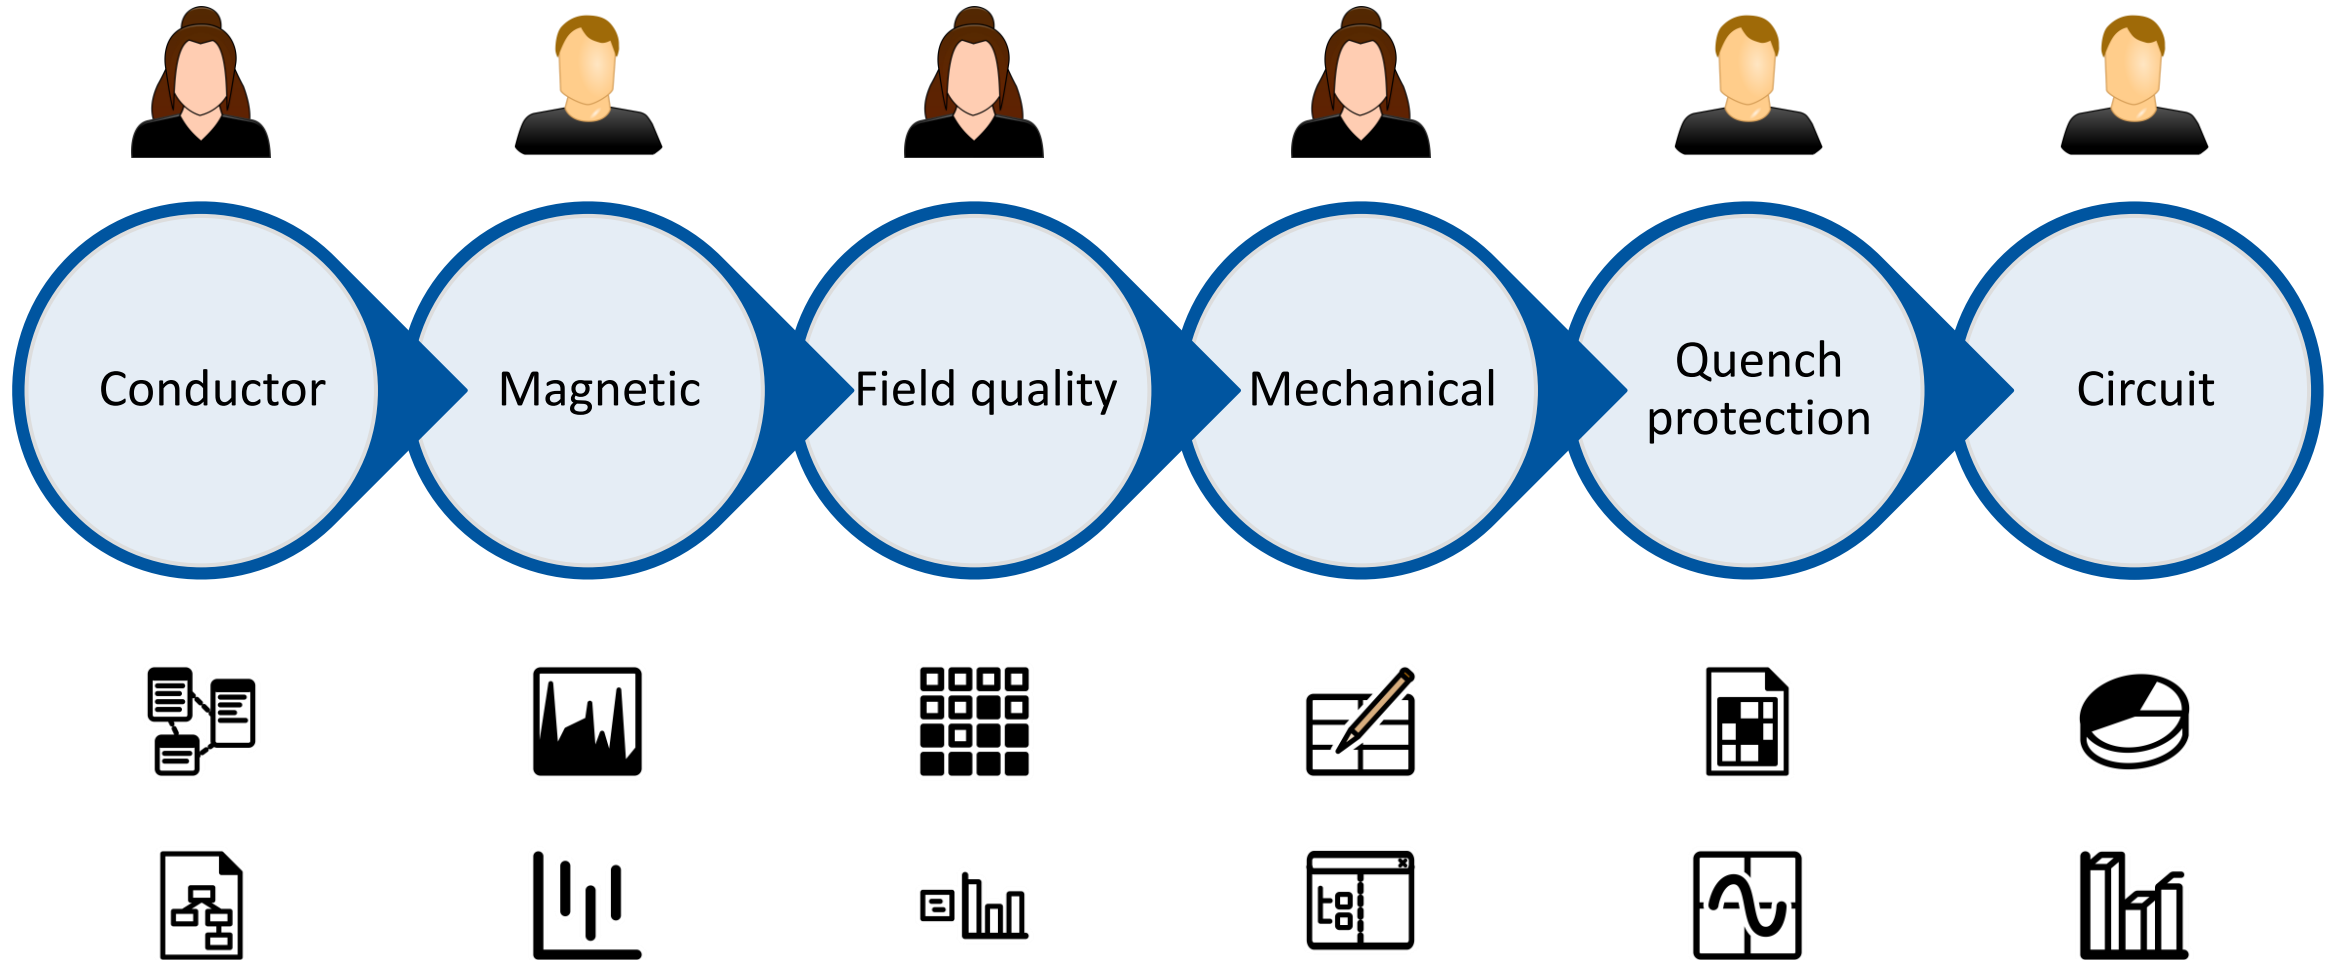 Conductor
Magnetic
Field quality
Mechanical
Quench
protection
Circuit